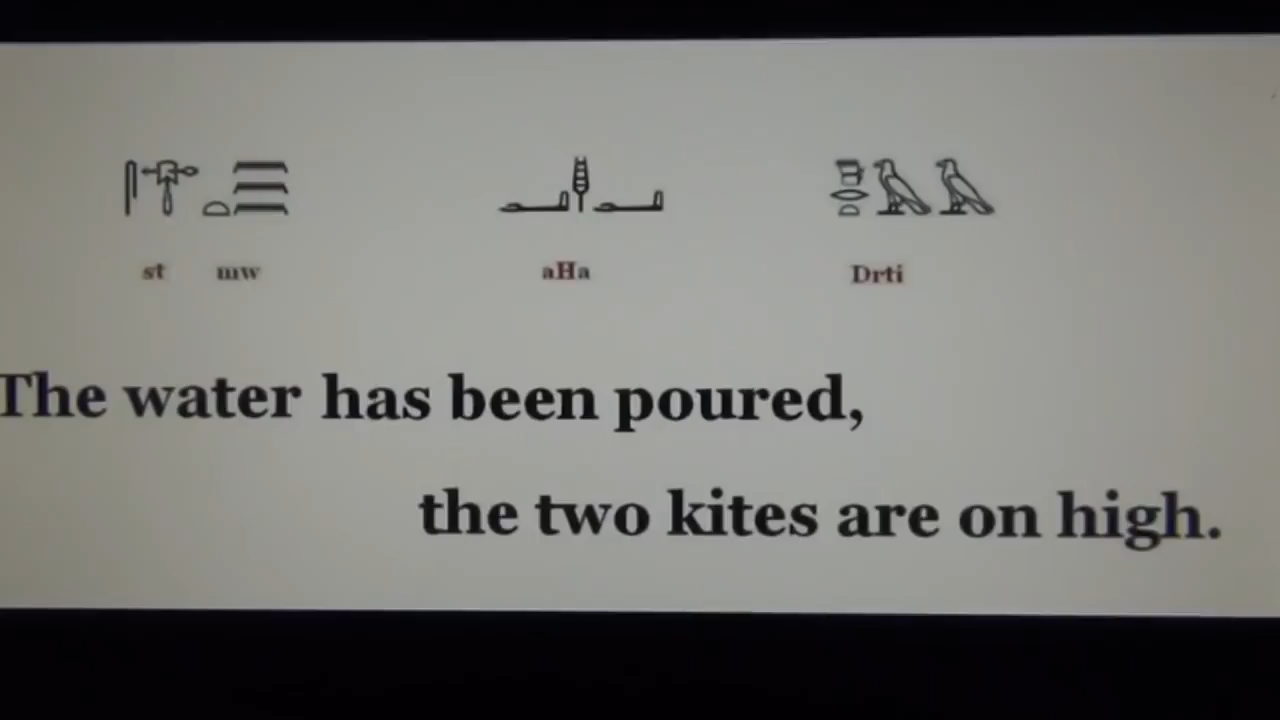 st mw aHa Drti
The water has been poured,
the two kites are on high.